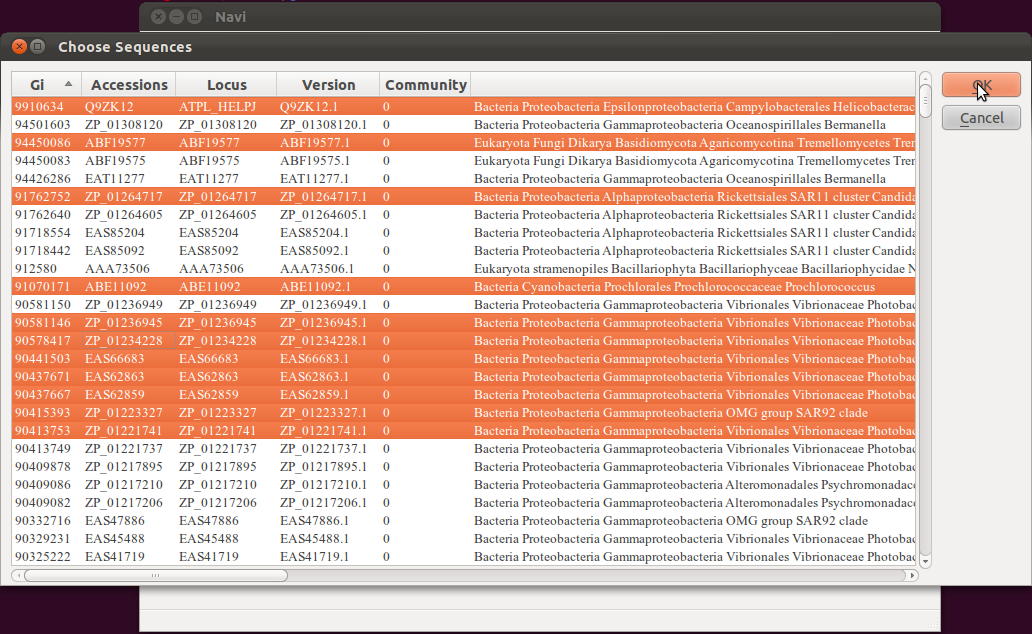 Navi
Choose Sequences
Gi Accessions Locus Version Community
9910634 Q9ZK12 ATPL_HELPJ Q9ZK12.1 0 Bacteria Proteobacteria Epsilonproteobacteria Campylobacterales Helicobacterac
94501603 ZP_01308120 ZP_01308120 ZP_01308120.1 0 Bacteria Proteobacteria Gammaproteobacteria Oceanospirillales Bermanella
94450086 ABF19577 ABF19577 ABF19577.1 0 Eukaryota Fungi Dikarya Basidiomycota Agaricomycotina Tremellomycetes Trer
94450083 ABF19575 ABF19575 ABF19575.1 0 Eukaryota Fungi Dikarya Basidiomycota Agaricomycotina Tremellomycetes Trer
94426286 EAT11277 EAT11277 EAT11277.1 0 Bacteria Proteobacteria Gammaproteobacteria Oceanospirillales Bermanella
91762752 ZP_01264717 ZP_01264717 ZP_01264717.1 0 Bacteria Proteobacteria Alphaproteobacteria Rickettsiales SAR11 cluster Candida
91762640 ZP_01264605 ZP_01264605 ZP_01264605.1 0 Bacteria Proteobacteria Alphaproteobacteria Rickettsiales SAR11 cluster Candida
91718554 EAS85204 EAS85204 EAS85204.1 0 Bacteria Proteobacteria Alphaproteobacteria Rickettsiales SAR11 cluster Candida
91718442 EAS85092 EAS85092 EAS85092.1 0 Bacteria Proteobacteria Alphaproteobacteria Rickettsiales SAR11 cluster Candida
912580 AAA73506 AAA73506 AAA73506.1 0 Eukaryota stramenopiles Bacillariophyta Bacillariophyceae Bacillariophycidae N
91070171 ABE11092 ABE11092 ABE11092.1 0 Bacteria Cyanobacteria Prochlorales Prochlorococcaceae Prochlorococcus
90581150 ZP_01236949 ZP_01236949 ZP_01236949.1 0 Bacteria Proteobacteria Gammaproteobacteria Vibrionales Vibrionaceae Photobac
90581146 ZP_01236945 ZP_01236945 ZP_01236945.1 0 Bacteria Proteobacteria Gammaproteobacteria Vibrionales Vibrionaceae Photobac
90578417 ZP_01234228 ZP_01234228 ZP_01234228.1 0 Bacteria Proteobacteria Gammaproteobacteria Vibrionales Vibrionaceae Photobac
90441503 EAS66683 EAS66683 EAS66683.1 0 Bacteria Proteobacteria Gammaproteobacteria Vibrionales Vibrionaceae Photobac
90437671 EAS62863 EAS62863 EAS62863.1 0 Bacteria Proteobacteria Gammaproteobacteria Vibrionales Vibrionaceae Photobac
90437667 EAS62859 EAS62859 EAS62859.1 0 Bacteria Proteobacteria Gammaproteobacteria Vibrionales Vibrionaceae Photobac
90415393 ZP_01223327 ZP_01223327 ZP_01223327.1 0 Bacteria Proteobacteria Gammaproteobacteria OMG group SAR92 clade
90413753 ZP_01221741 ZP_01221741 ZP_01221741.1 0 Bacteria Proteobacteria Gammaproteobacteria Vibrionales Vibrionaceae Photobac
90413749 ZP_01221737 ZP_01221737 ZP_01221737.1 0 Bacteria Proteobacteria Gammaproteobacteria Vibrionales Vibrionaceae Photobac
90409878 ZP_01217895 ZP_01217895 ZP_01217895.1 0 Bacteria Proteobacteria Gammaproteobacteria Vibrionales Vibrionaceae Photobac
90409086 ZP_01217210 ZP_01217210 ZP_01217210.1 0 Bacteria Proteobacteria Gammaproteobacteria Alteromonadales Psychromonadace
90409082 ZP_01217206 ZP_01217206 ZP_01217206.1 0 Bacteria Proteobacteria Gammaproteobacteria Alteromonadales Psychromonadace
90332716 EAS47886 EAS47886 EAS47886.1 0 Bacteria Proteobacteria Gammaproteobacteria OMG group SAR92 clade
90329231 EAS45488 EAS45488 EAS45488.1 0 Bacteria Proteobacteria Gammaproteobacteria Vibrionales Vibrionaceae Photobac
90325222 EAS41719 EAS41719 EAS41719.1 0 Bacteria Proteobacteria Gammaproteobacteria Vibrionales Vibrionaceae Photobac
OK
Cancel